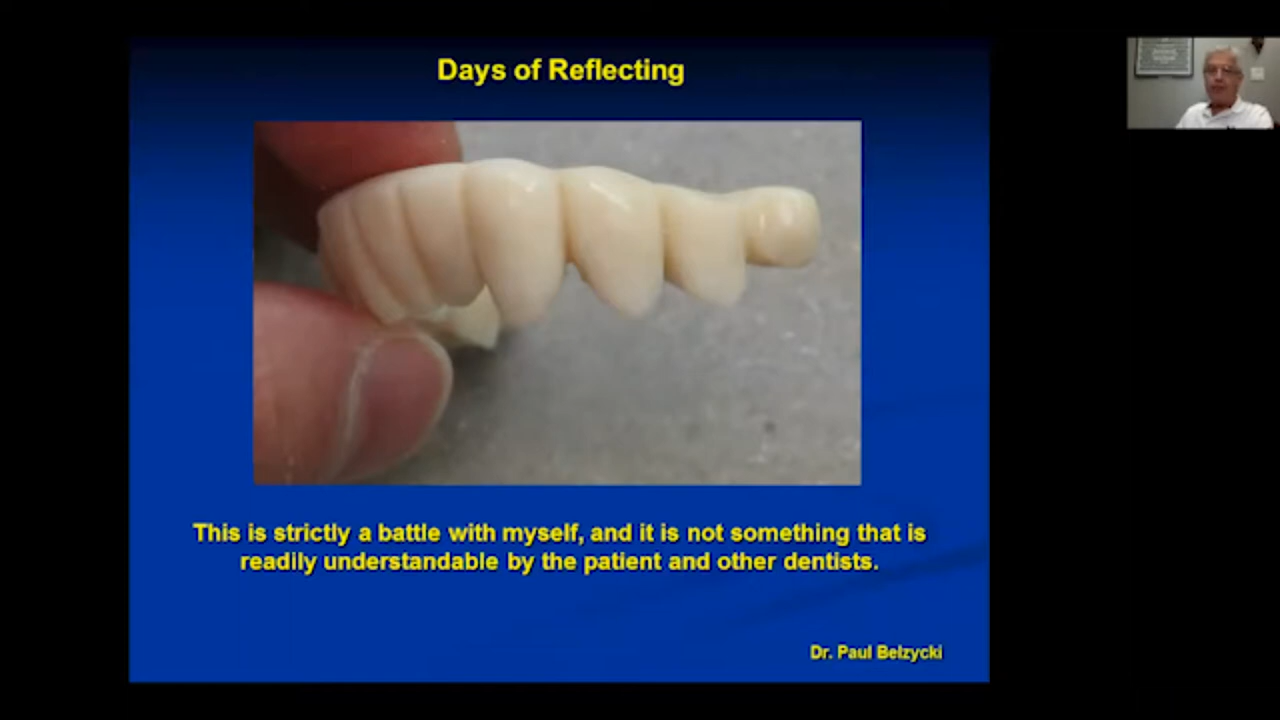 Days of Reflecting
This is strictly a battle with myself, and it is not something that is
readily understandable by the patient and other dentists.
Dr. Paul Belzycki